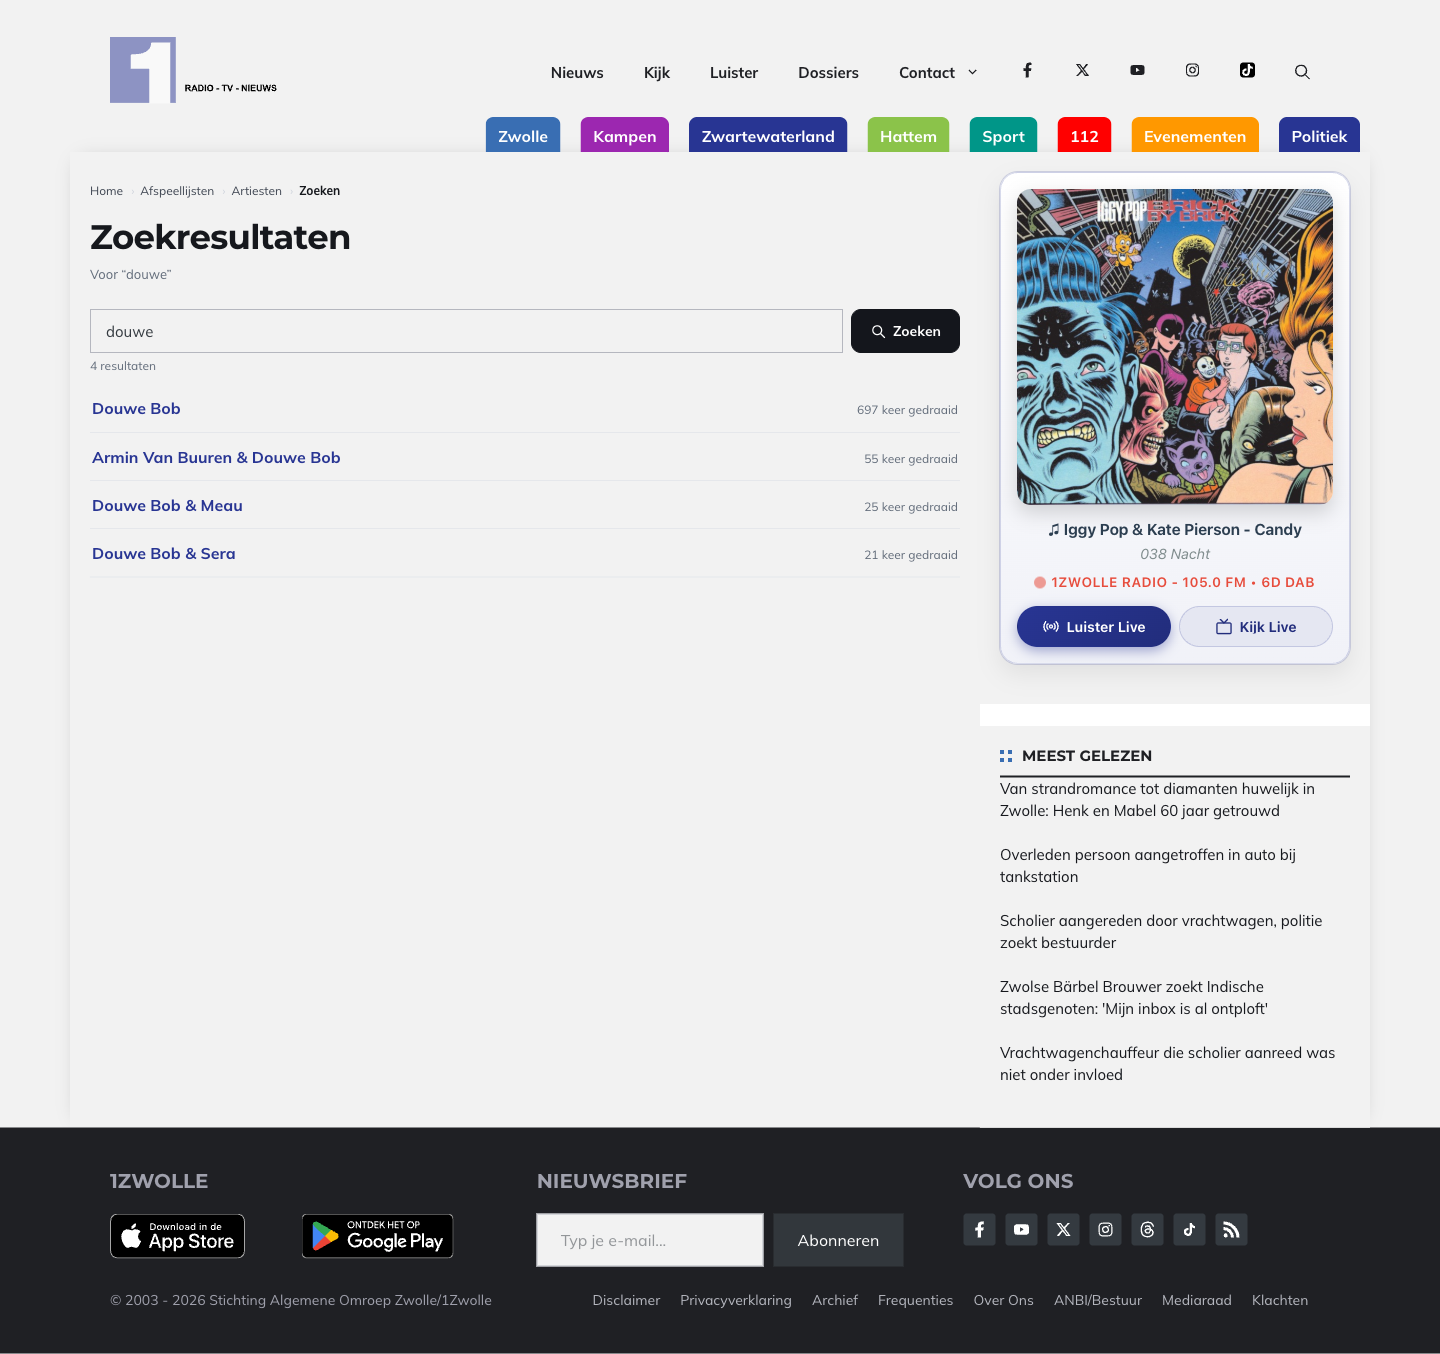 1
RADIO - TV - NIEUWS
Nieuws Kijk Luister Dossiers Contact
Zwolle Kampen Zwartewaterland Hattem Sport 112 Evenementen Politiek
Home › Afspeellijsten › Artiesten › Zoeken
Zoekresultaten
Voor “douwe”
douwe
Zoeken
4 resultaten
Douwe Bob 697 keer gedraaid
Armin Van Buuren & Douwe Bob 55 keer gedraaid
Douwe Bob & Meau 25 keer gedraaid
Douwe Bob & Sera 21 keer gedraaid
IGGY POP BRICK
BY BRICK
♫ Iggy Pop & Kate Pierson - Candy
038 Nacht
1ZWOLLE RADIO - 105.0 FM • 6D DAB
Luister Live Kijk Live
MEEST GELEZEN
Van strandromance tot diamanten huwelijk in
Zwolle: Henk en Mabel 60 jaar getrouwd
Overleden persoon aangetroffen in auto bij
tankstation
Scholier aangereden door vrachtwagen, politie
zoekt bestuurder
Zwolse Bärbel Brouwer zoekt Indische
stadsgenoten: 'Mijn inbox is al ontploft'
Vrachtwagenchauffeur die scholier aanreed was
niet onder invloed
1ZWOLLE
Download in de
App Store
ONTDEK HET OP
Google Play
NIEUWSBRIEF
Typ je e-mail...
Abonneren
VOLG ONS
© 2003 - 2026 Stichting Algemene Omroep Zwolle/1Zwolle
Disclaimer Privacyverklaring Archief Frequenties Over Ons ANBI/Bestuur Mediaraad Klachten